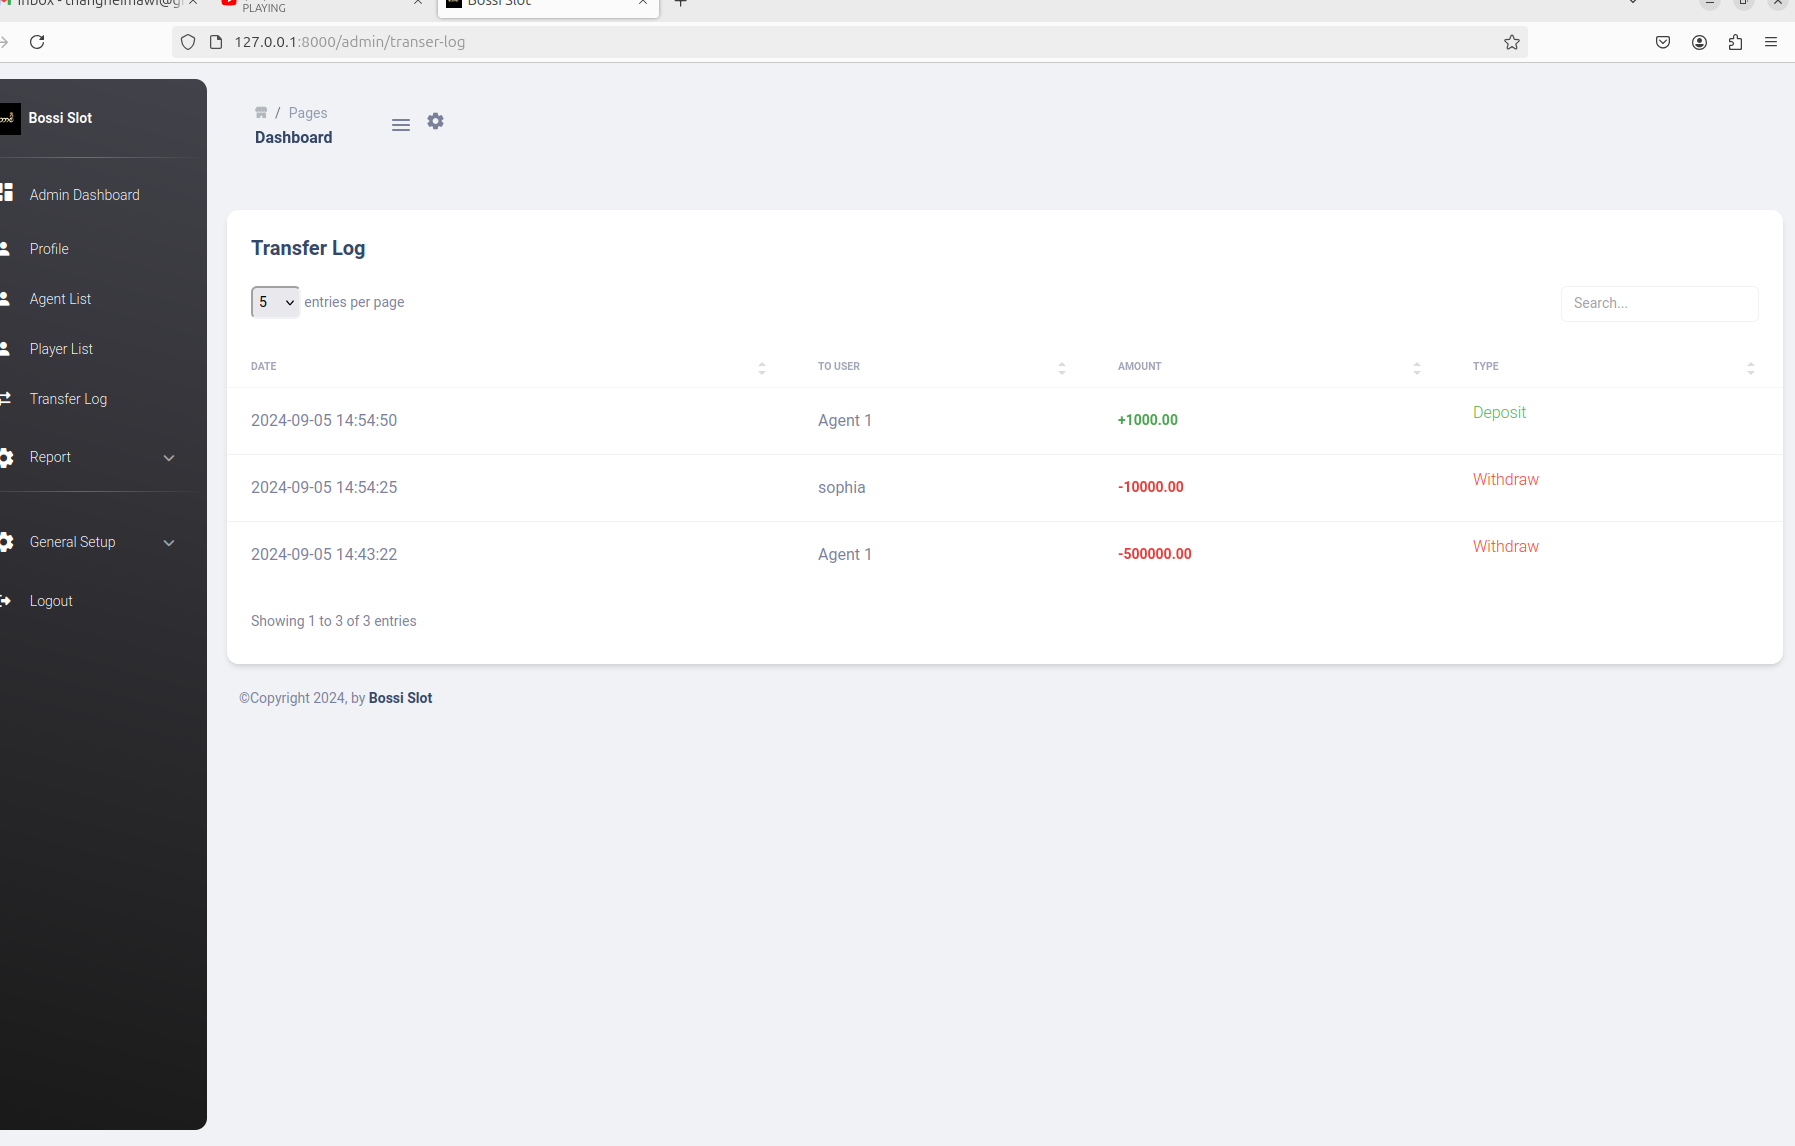 PLAYING
Bossi Slot
127.0.0.1:8000/admin/transer-log
Bossi Slot
/ Pages
Dashboard
Admin Dashboard
Profile
Agent List
Player List
Transfer Log
Report
General Setup
Logout
Transfer Log
5 entries per page
Search...
DATE TO USER AMOUNT TYPE
2024-09-05 14:54:50 Agent 1 +1000.00 Deposit
2024-09-05 14:54:25 sophia -10000.00 Withdraw
2024-09-05 14:43:22 Agent 1 -500000.00 Withdraw
Showing 1 to 3 of 3 entries
©Copyright 2024, by Bossi Slot